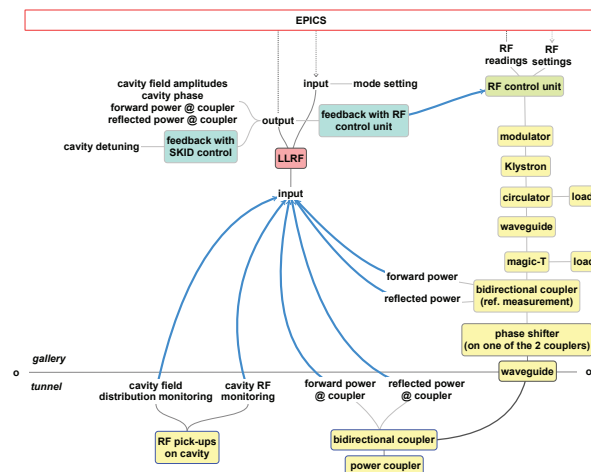 EPICS
RF
readings
RF
settings
cavity field amplitudes
cavity phase
forward power @ coupler
reflected power @ coupler
input
mode setting
RF control unit
output
feedback with RF
control unit
cavity detuning
feedback with
SKID control
LLRF
modulator
Klystron
input
circulator
load
waveguide
magic-T
load
forward power
reflected power
bidirectional coupler
(ref. measurement)
phase shifter
(on one of the 2 couplers)
gallery
o
o
waveguide
tunnel
cavity field
distribution monitoring
cavity RF
monitoring
forward power
@ coupler
reflected power
@ coupler
RF pick-ups
on cavity
bidirectional coupler
power coupler